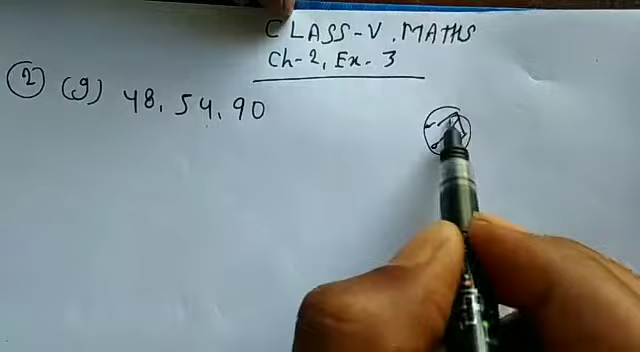 CLASS-V. MATHS
Ch-2, Ex-3
2 (g) 48, 54, 90